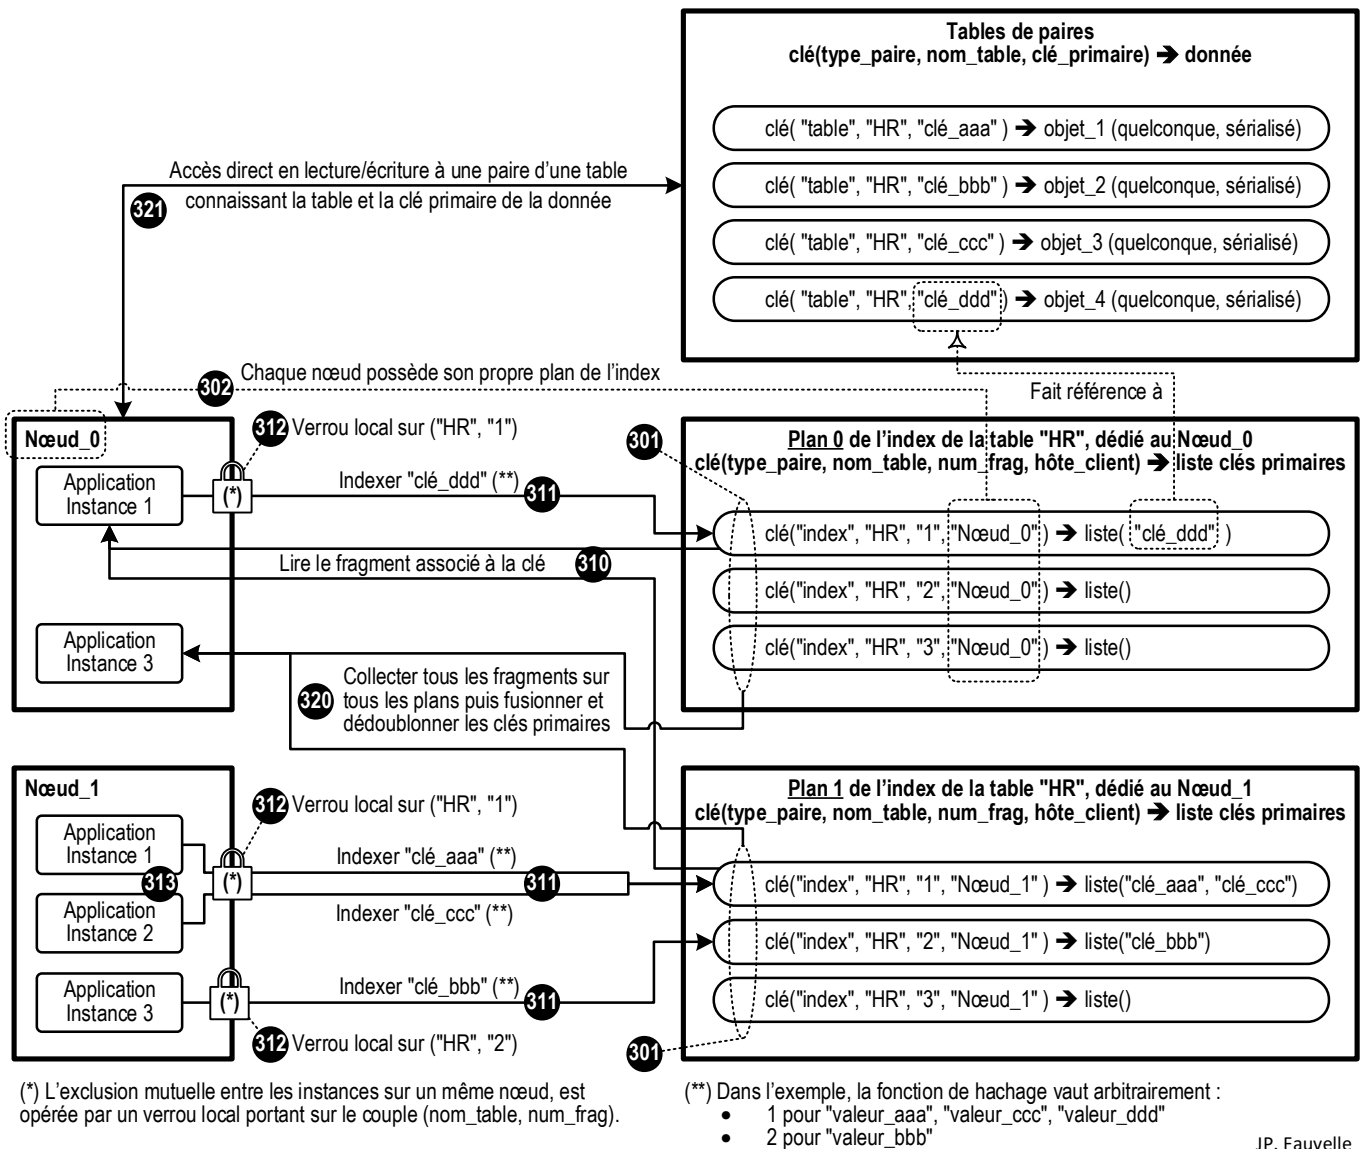 Tables de paires
clé(type_paire, nom_table, clé_primaire) ➔ donnée
clé( "table", "HR", "clé_aaa" ) ➔ objet_1 (quelconque, sérialisé)
clé( "table", "HR", "clé_bbb" ) ➔ objet_2 (quelconque, sérialisé)
clé( "table", "HR", "clé_ccc" ) ➔ objet_3 (quelconque, sérialisé)
clé( "table", "HR", "clé_ddd" ) ➔ objet_4 (quelconque, sérialisé)
Accès direct en lecture/écriture à une paire d'une table
321 connaissant la table et la clé primaire de la donnée
302 Chaque nœud possède son propre plan de l'index
Fait référence à
Nœud_0
312 Verrou local sur ("HR", "1")
Application
Instance 1
(*)
Indexer "clé_ddd" (**) 311
Lire le fragment associé à la clé 310
Application
Instance 3
301
Plan 0 de l'index de la table "HR", dédié au Nœud_0
clé(type_paire, nom_table, num_frag, hôte_client) ➔ liste clés primaires
clé("index", "HR", "1", "Nœud_0" ) ➔ liste( "clé_ddd" )
clé("index", "HR", "2", "Nœud_0" ) ➔ liste()
clé("index", "HR", "3", "Nœud_0" ) ➔ liste()
Collecter tous les fragments sur
320 tous les plans puis fusionner et
dédoublonner les clés primaires
Nœud_1
312 Verrou local sur ("HR", "1")
Application
Instance 1
313
(*)
Indexer "clé_aaa" (**)
311
Application
Instance 2
Indexer "clé_ccc" (**)
Application
Instance 3
(*)
Indexer "clé_bbb" (**) 311
312 Verrou local sur ("HR", "2")
Plan 1 de l'index de la table "HR", dédié au Nœud_1
clé(type_paire, nom_table, num_frag, hôte_client) ➔ liste clés primaires
clé("index", "HR", "1", "Nœud_1" ) ➔ liste("clé_aaa", "clé_ccc")
clé("index", "HR", "2", "Nœud_1" ) ➔ liste("clé_bbb")
clé("index", "HR", "3", "Nœud_1" ) ➔ liste()
301
(*) L'exclusion mutuelle entre les instances sur un même nœud, est
opérée par un verrou local portant sur le couple (nom_table, num_frag).
(**) Dans l'exemple, la fonction de hachage vaut arbitrairement :
• 1 pour "valeur_aaa", "valeur_ccc", "valeur_ddd"
• 2 pour "valeur_bbb"
JP. Fauvelle